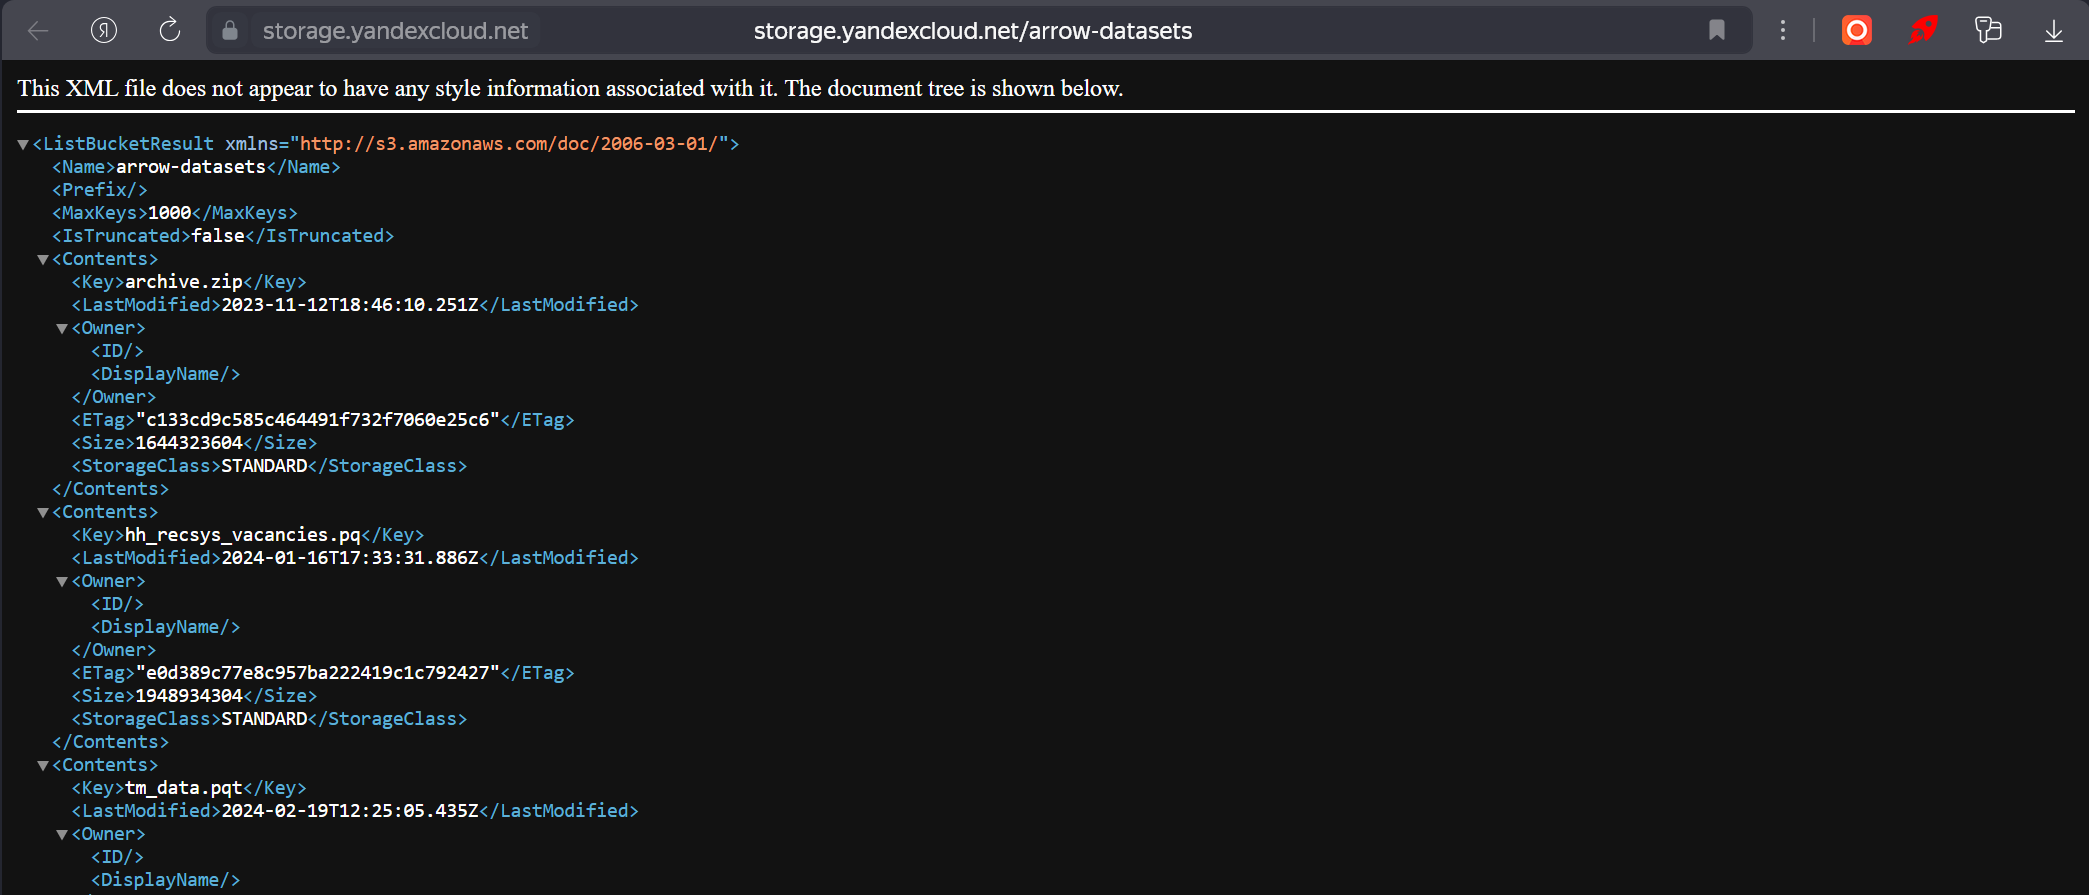 storage.yandexcloud.net storage.yandexcloud.net/arrow-datasets
This XML file does not appear to have any style information associated with it. The document tree is shown below.
▼<ListBucketResult xmlns="http://s3.amazonaws.com/doc/2006-03-01/">
<Name>arrow-datasets</Name>
<Prefix/>
<MaxKeys>1000</MaxKeys>
<IsTruncated>false</IsTruncated>
▼<Contents>
<Key>archive.zip</Key>
<LastModified>2023-11-12T18:46:10.251Z</LastModified>
▼<Owner>
<ID/>
<DisplayName/>
</Owner>
<ETag>"c133cd9c585c464491f732f7060e25c6"</ETag>
<Size>1644323604</Size>
<StorageClass>STANDARD</StorageClass>
</Contents>
▼<Contents>
<Key>hh_recsys_vacancies.pq</Key>
<LastModified>2024-01-16T17:33:31.886Z</LastModified>
▼<Owner>
<ID/>
<DisplayName/>
</Owner>
<ETag>"e0d389c77e8c957ba222419c1c792427"</ETag>
<Size>1948934304</Size>
<StorageClass>STANDARD</StorageClass>
</Contents>
▼<Contents>
<Key>tm_data.pqt</Key>
<LastModified>2024-02-19T12:25:05.435Z</LastModified>
▼<Owner>
<ID/>
<DisplayName/>